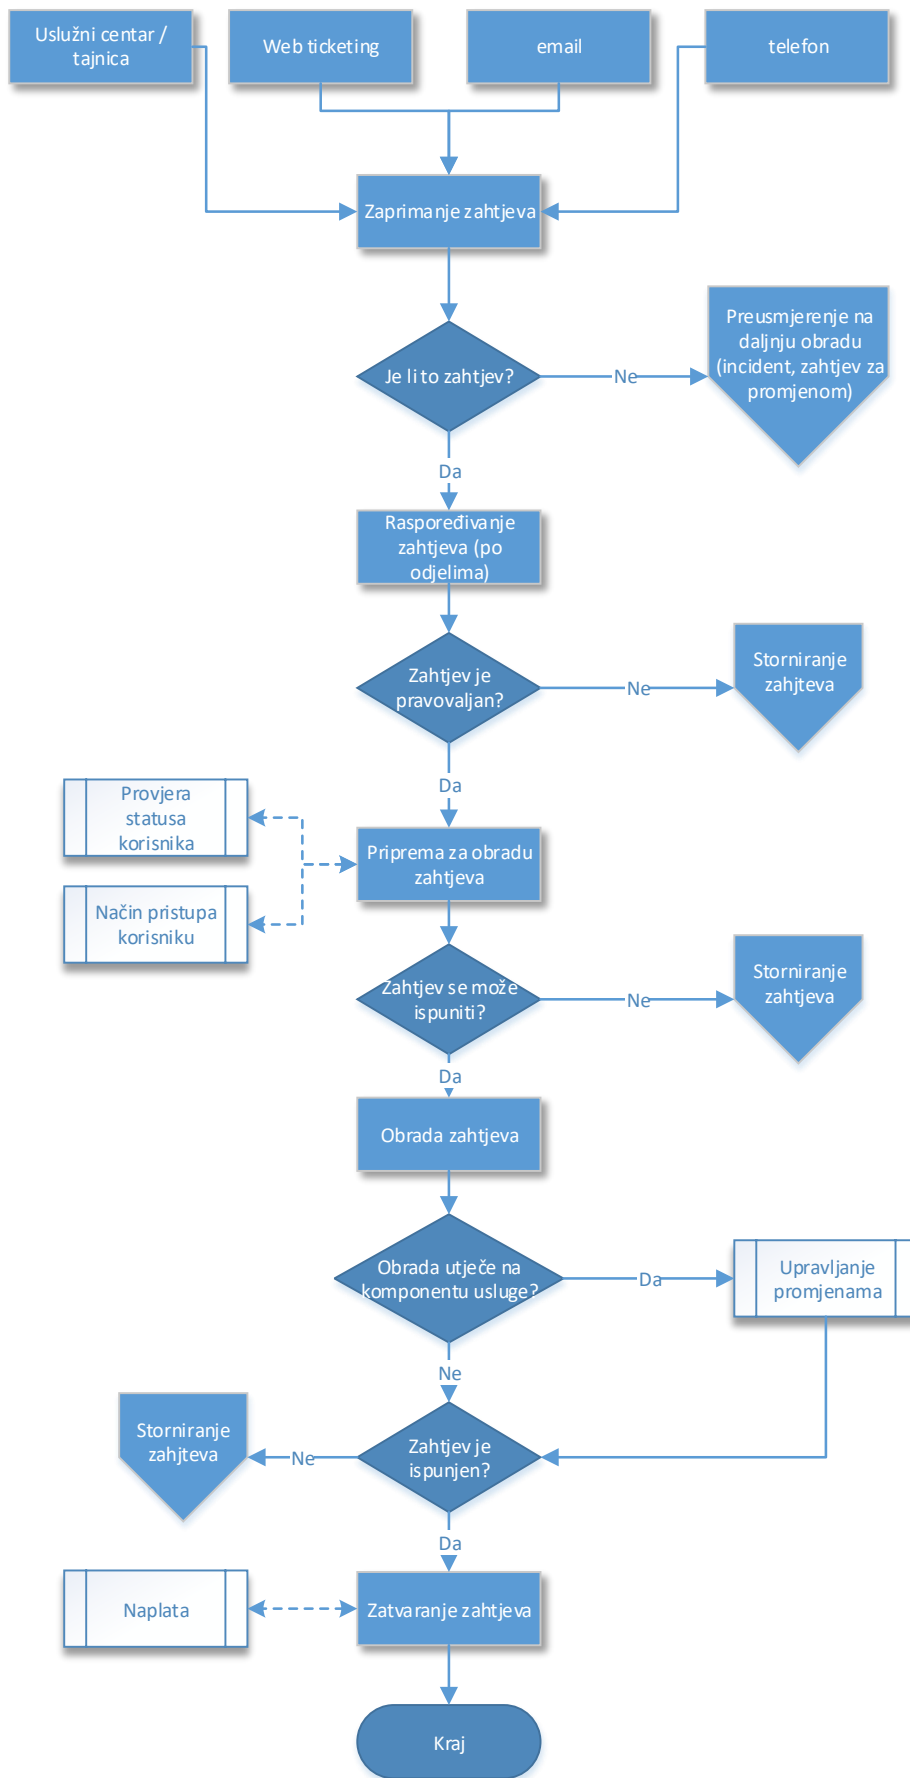 Uslužni centar /
tajnica
Web ticketing
email
telefon
Zaprimanje zahtjeva
Preusmjerenje na
daljnju obradu
(incident, zahtjev za
promjenom)
Je li to zahtjev?
Ne
Da
Raspoređivanje
zahtjeva (po
odjelima)
Zahtjev je
pravovaljan?
Ne
Storniranje
zahjteva
Da
Provjera
statusa
korisnika
Priprema za obradu
zahtjeva
Način pristupa
korisniku
Zahtjev se može
ispuniti?
Ne
Storniranje
zahtjeva
Da
Obrada zahtjeva
Obrada utječe na
komponentu usluge?
Da
Upravljanje
promjenama
Ne
Storniranje
zahjteva
Ne
Zahtjev je
ispunjen?
Da
Naplata
Zatvaranje zahtjeva
Kraj